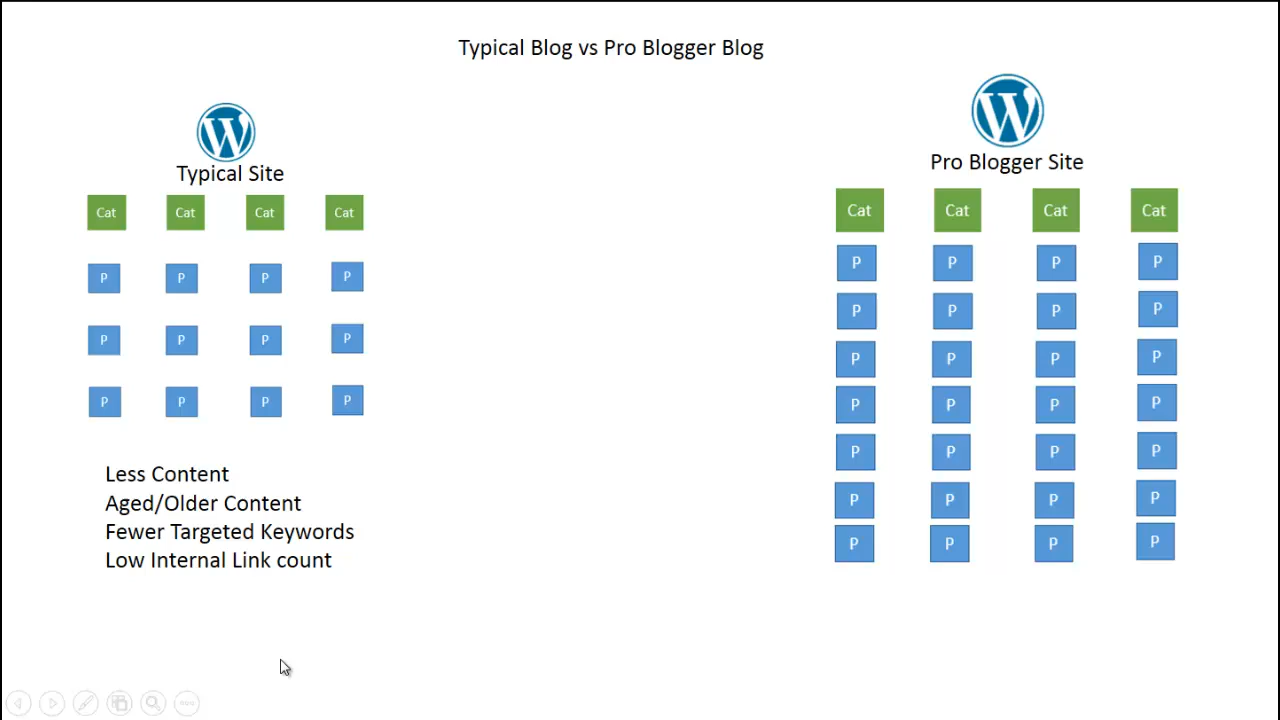 Typical Blog vs Pro Blogger Blog
Typical Site
Cat Cat Cat Cat
P P P P
P P P P
P P P P
Less Content
Aged/Older Content
Fewer Targeted Keywords
Low Internal Link count
Pro Blogger Site
Cat Cat Cat Cat
P P P P
P P P P
P P P P
P P P P
P P P P
P P P P
P P P P